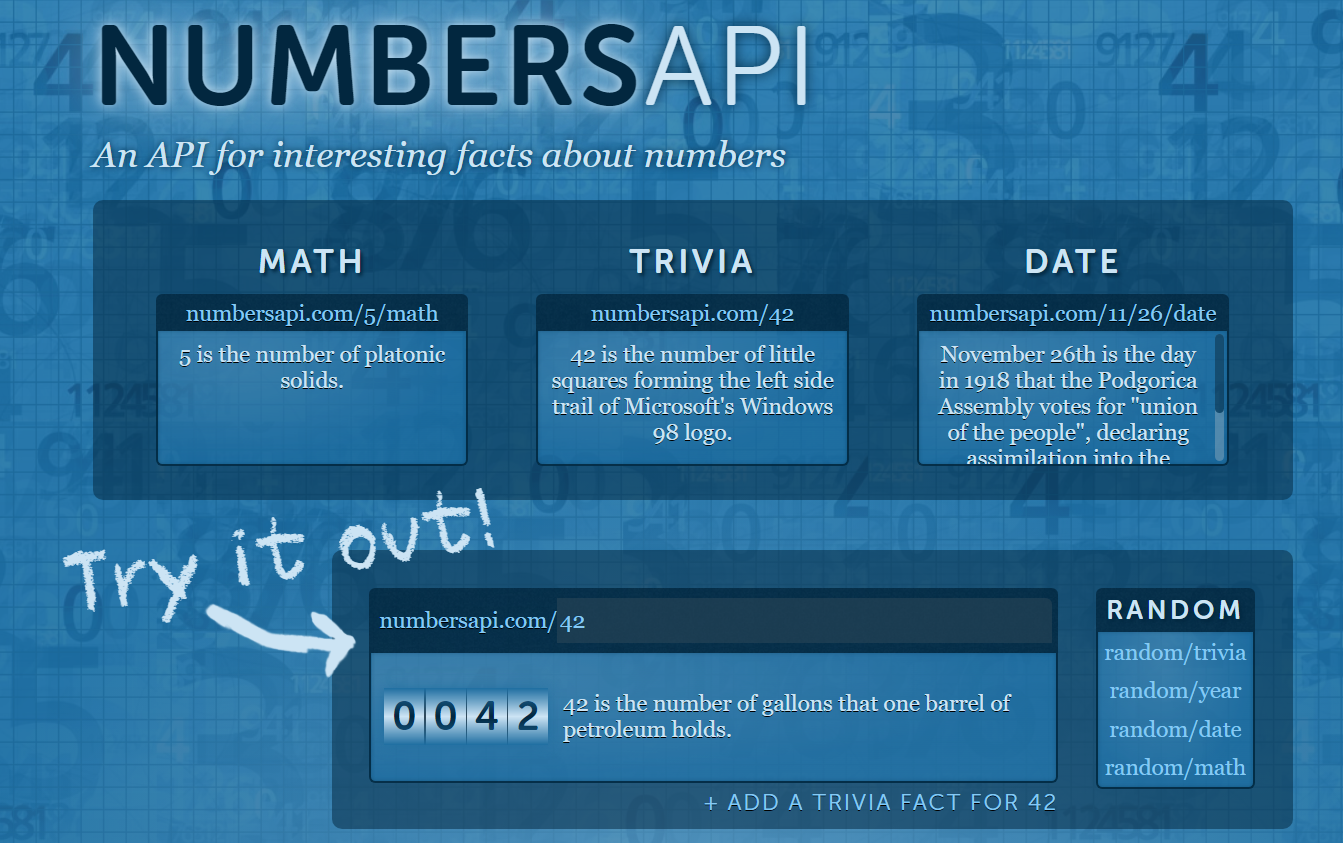 NUMBERSAPI
An API for interesting facts about numbers
MATH
numbersapi.com/5/math
5 is the number of platonic
solids.
TRIVIA
numbersapi.com/42
42 is the number of little
squares forming the left side
trail of Microsoft's Windows
98 logo.
DATE
numbersapi.com/11/26/date
November 26th is the day
in 1918 that the Podgorica
Assembly votes for "union
of the people", declaring
assimilation into the
Try it out!
numbersapi.com/42
0042
42 is the number of gallons that one barrel of
petroleum holds.
+ ADD A TRIVIA FACT FOR 42
RANDOM
random/trivia
random/year
random/date
random/math